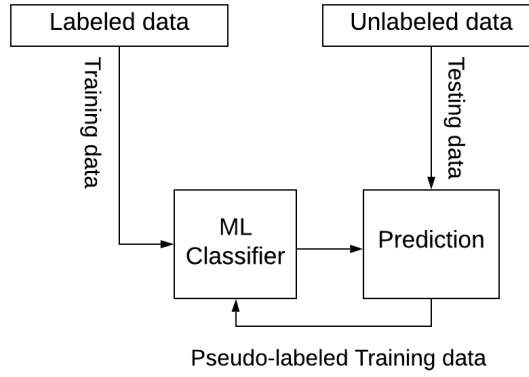 Labeled data
Unlabeled data
Training data
Testing data
ML
Classifier
Prediction
Pseudo-labeled Training data